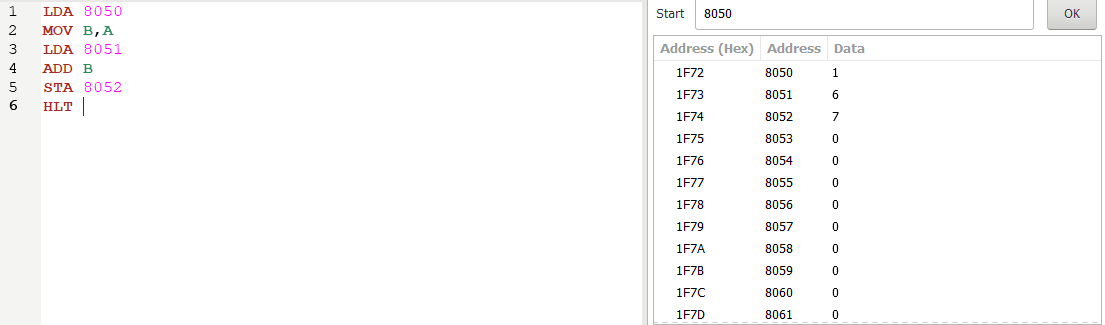 1 LDA 8050
2 MOV B,A
3 LDA 8051
4 ADD B
5 STA 8052
6 HLT
Start 8050 OK
Address (Hex) Address Data
1F72 8050 1
1F73 8051 6
1F74 8052 7
1F75 8053 0
1F76 8054 0
1F77 8055 0
1F78 8056 0
1F79 8057 0
1F7A 8058 0
1F7B 8059 0
1F7C 8060 0
1F7D 8061 0